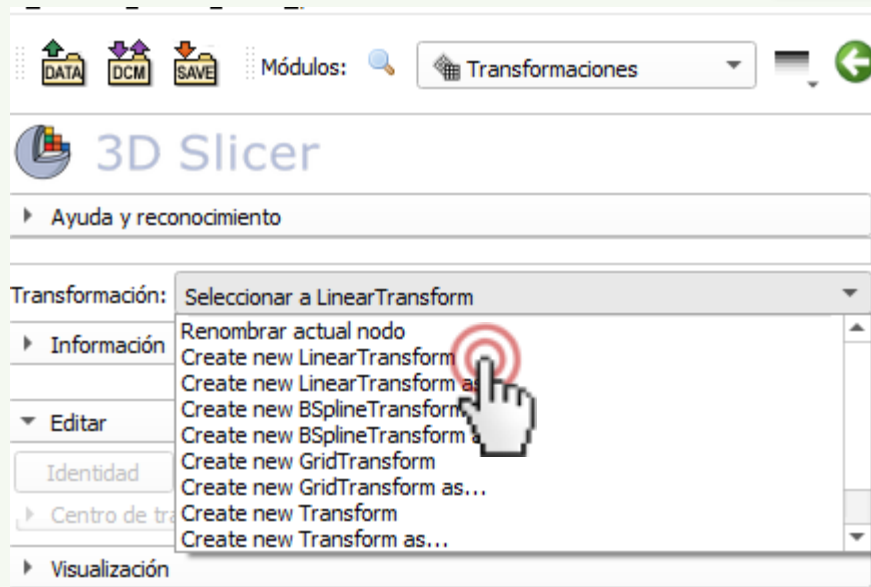 DATA DCM SAVE Módulos: Transformaciones
3D Slicer
Ayuda y reconocimiento
Transformación: Seleccionar a LinearTransform
Renombrar actual nodo
Información
Create new LinearTransform
Create new LinearTransform as
Create new BSplineTransform
Editar
Create new BSplineTransform
Identidad
Create new GridTransform
Create new GridTransform as...
Centro de tra
Create new Transform
Create new Transform as...
Visualización